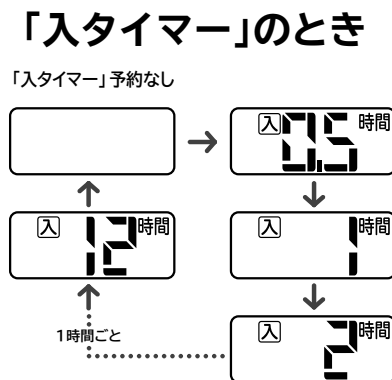 「入タイマー」のとき
「入タイマー」予約なし
入 0.5 時間
入 12 時間
入 1 時間
1時間ごと
入 2 時間